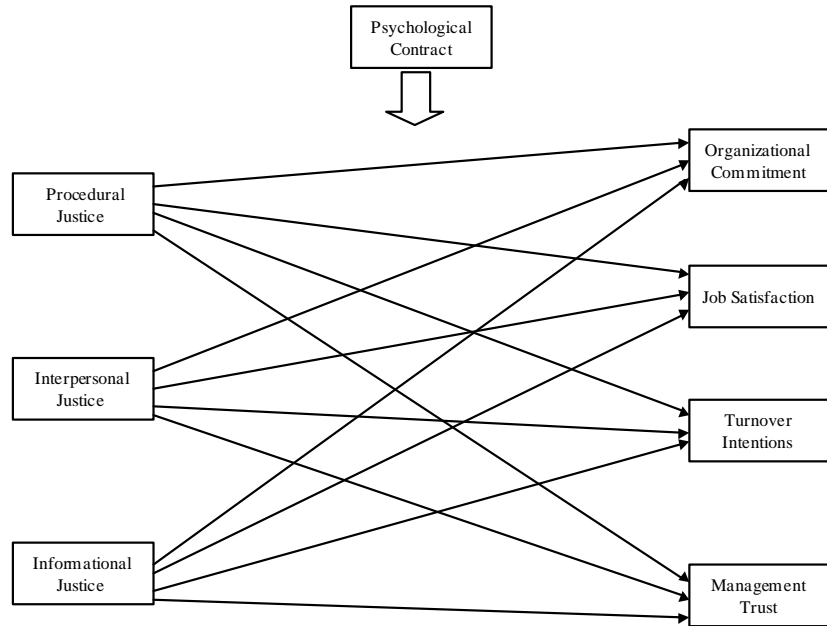 Psychological
Contract
Organizational
Commitment
Procedural
Justice
Job Satisfaction
Interpersonal
Justice
Turnover
Intentions
Informational
Justice
Management
Trust